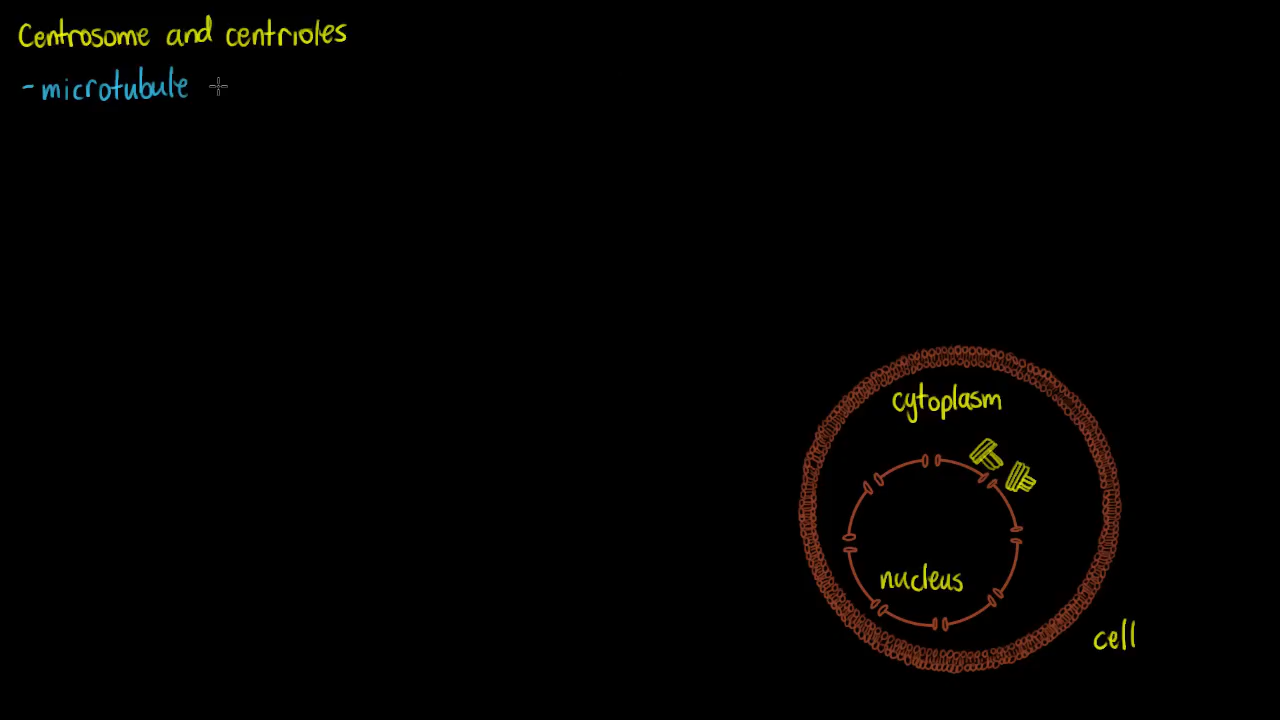 Centrosome and centrioles
- microtubule
cytoplasm
nucleus
cell